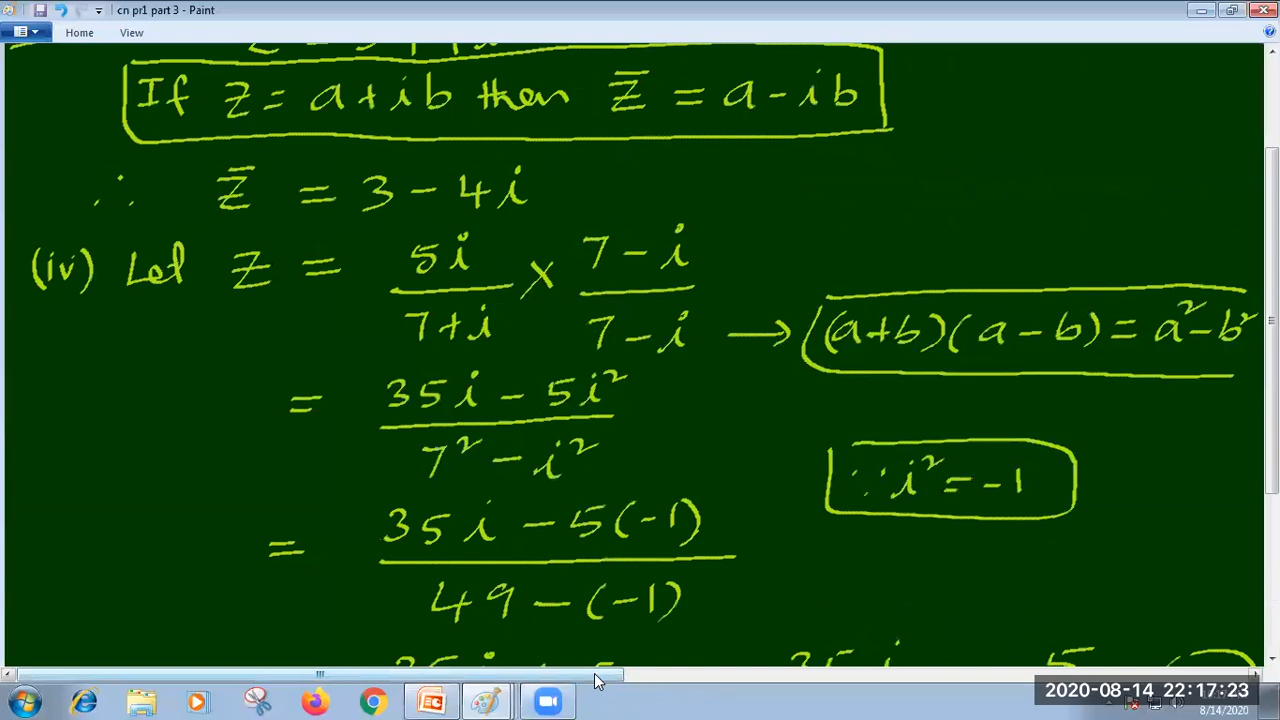 cn pr1 part 3 - Paint
Home View
If z = a + ib then z̄ = a - ib
∴ z̄ = 3 - 4i
(iv) Let z = 5i/7+i × 7-i/7-i → (a+b)(a-b) = a²-b²
= 35i - 5i²/7² - i²
∵ i² = -1
= 35i - 5(-1)/49 - (-1)
2020-08-14 22:17:23
8/14/2020